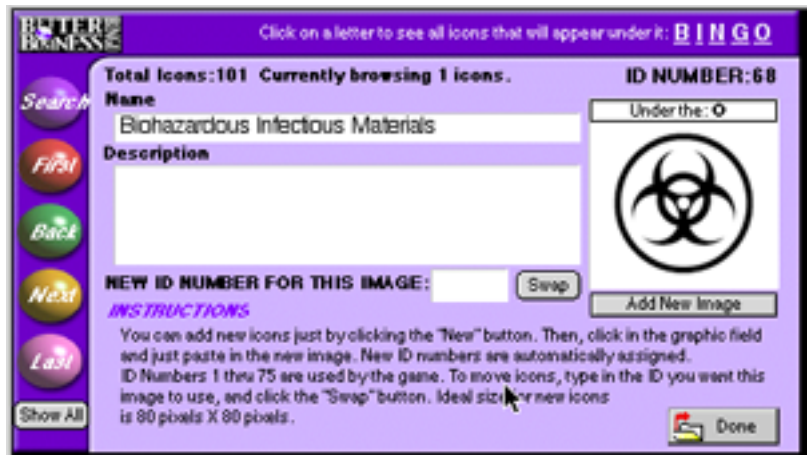 BETTER
BUSINESS
Click on a letter to see all icons that will appear under it: B I N G O
Total Icons:101 Currently browsing 1 icons.
ID NUMBER:68
Search
Name
Under the: O
Biohazardous Infectious Materials
Description
First
Back
NEW ID NUMBER FOR THIS IMAGE:
Swap
Next
Add New Image
INSTRUCTIONS
You can add new icons just by clicking the "New" button. Then, click in the graphic field
and just paste in the new image. New ID numbers are automatically assigned.
ID Numbers 1 thru 75 are used by the game. To move icons, type in the ID you want this
image to use, and click the "Swap" button. Ideal size for new icons
is 80 pixels X 80 pixels.
Last
Show All
Done